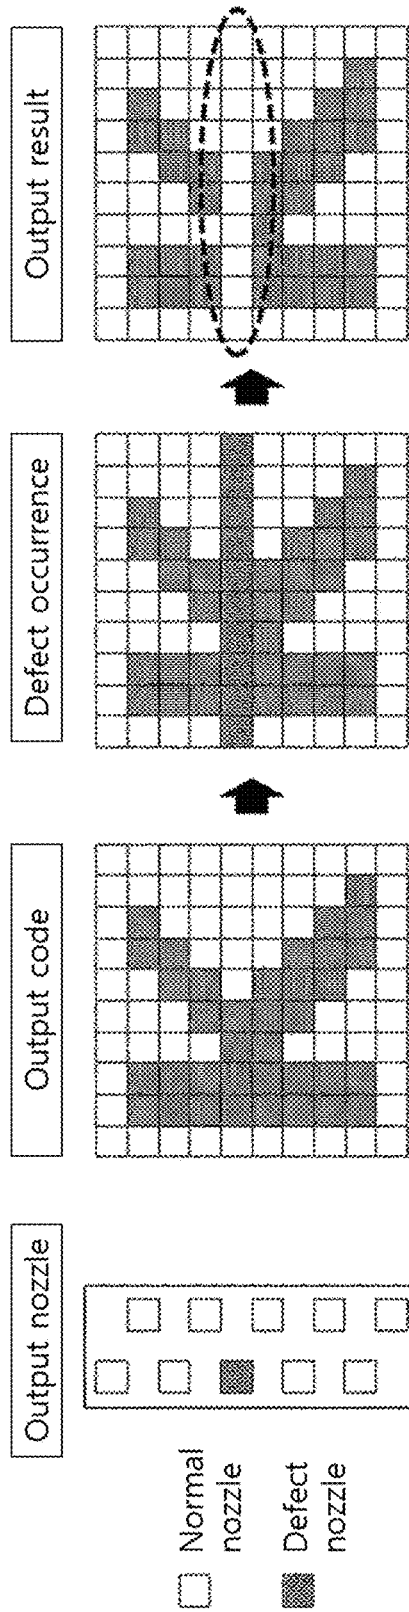 Output nozzle
Output code
Defect occurrence
Output result
Normal
nozzle
Defect
nozzle